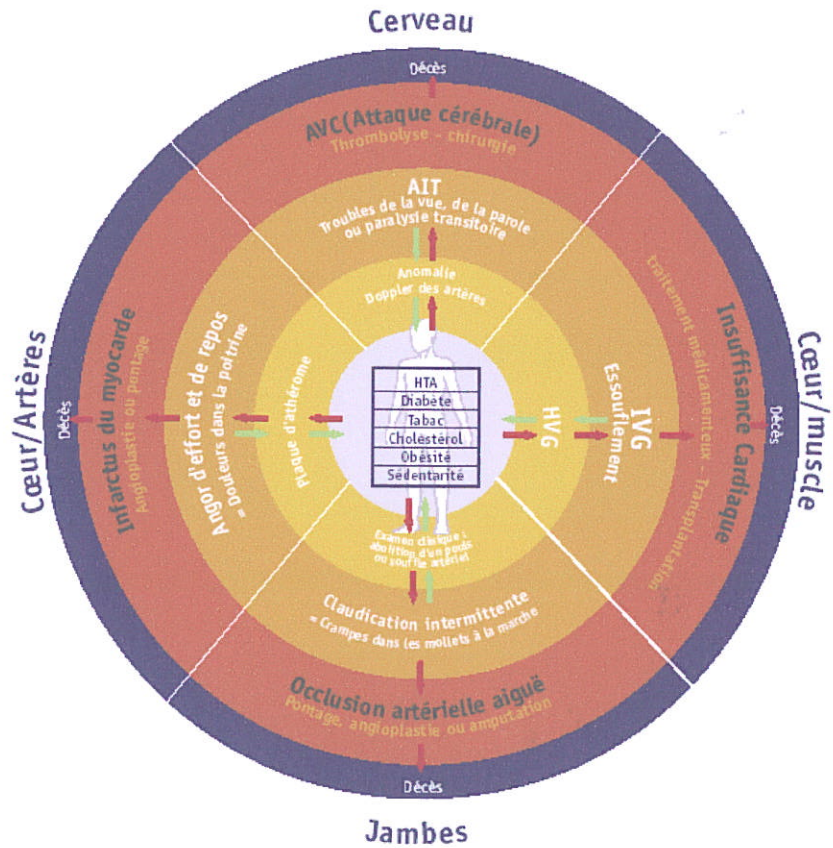 Cerveau
Décès
AVC(Attaque cérébrale)
Thrombolyse - chirurgie
AIT
Troubles de la vue, de la parole
ou paralysie transitoire
Anomalie
Doppler des artères
Cœur/Artères
Décès
Infarctus du myocarde
Angioplastie ou pontage
Angor d'effort et de repos
= Douleurs dans la poitrine
Plaque d'athérome
HTA
Diabète
Tabac
Cholestérol
Obésité
Sédentarité
HVG
IVG
Essouflement
traitement médicamenteux - Transplantation
Insuffisance Cardiaque
Décès
Cœur/muscle
Examen clinique :
abolition d'un pouls
ou souffle artériel
Claudication intermittente
= Crampes dans les mollets à la marche
Occlusion artérielle aiguë
Pontage, angioplastie ou amputation
Décès
Jambes